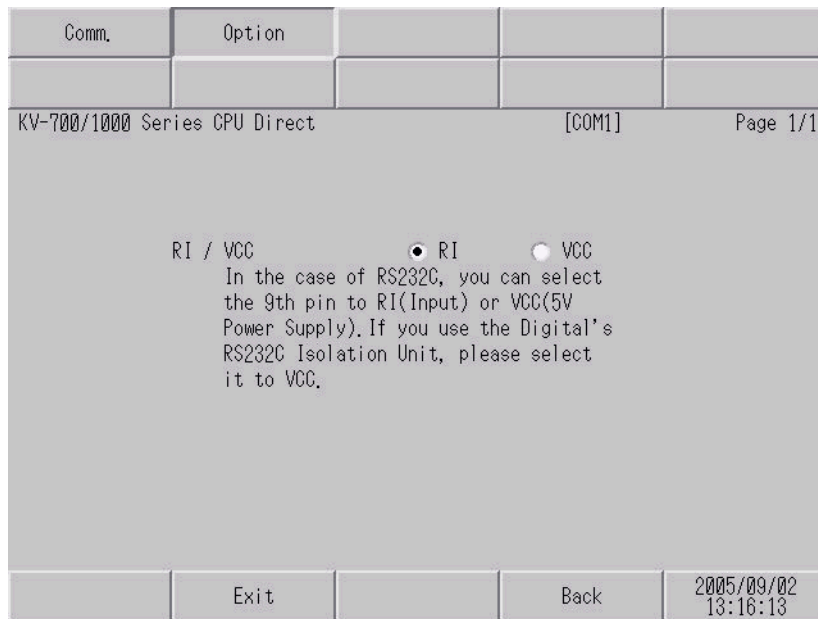 Comm. Option
KV-700/1000 Series CPU Direct [COM1] Page 1/1
RI / VCC RI VCC
In the case of RS232C, you can select
the 9th pin to RI(Input) or VCC(5V
Power Supply).If you use the Digital's
RS232C Isolation Unit, please select
it to VCC.
Exit Back 2005/09/02
13:16:13